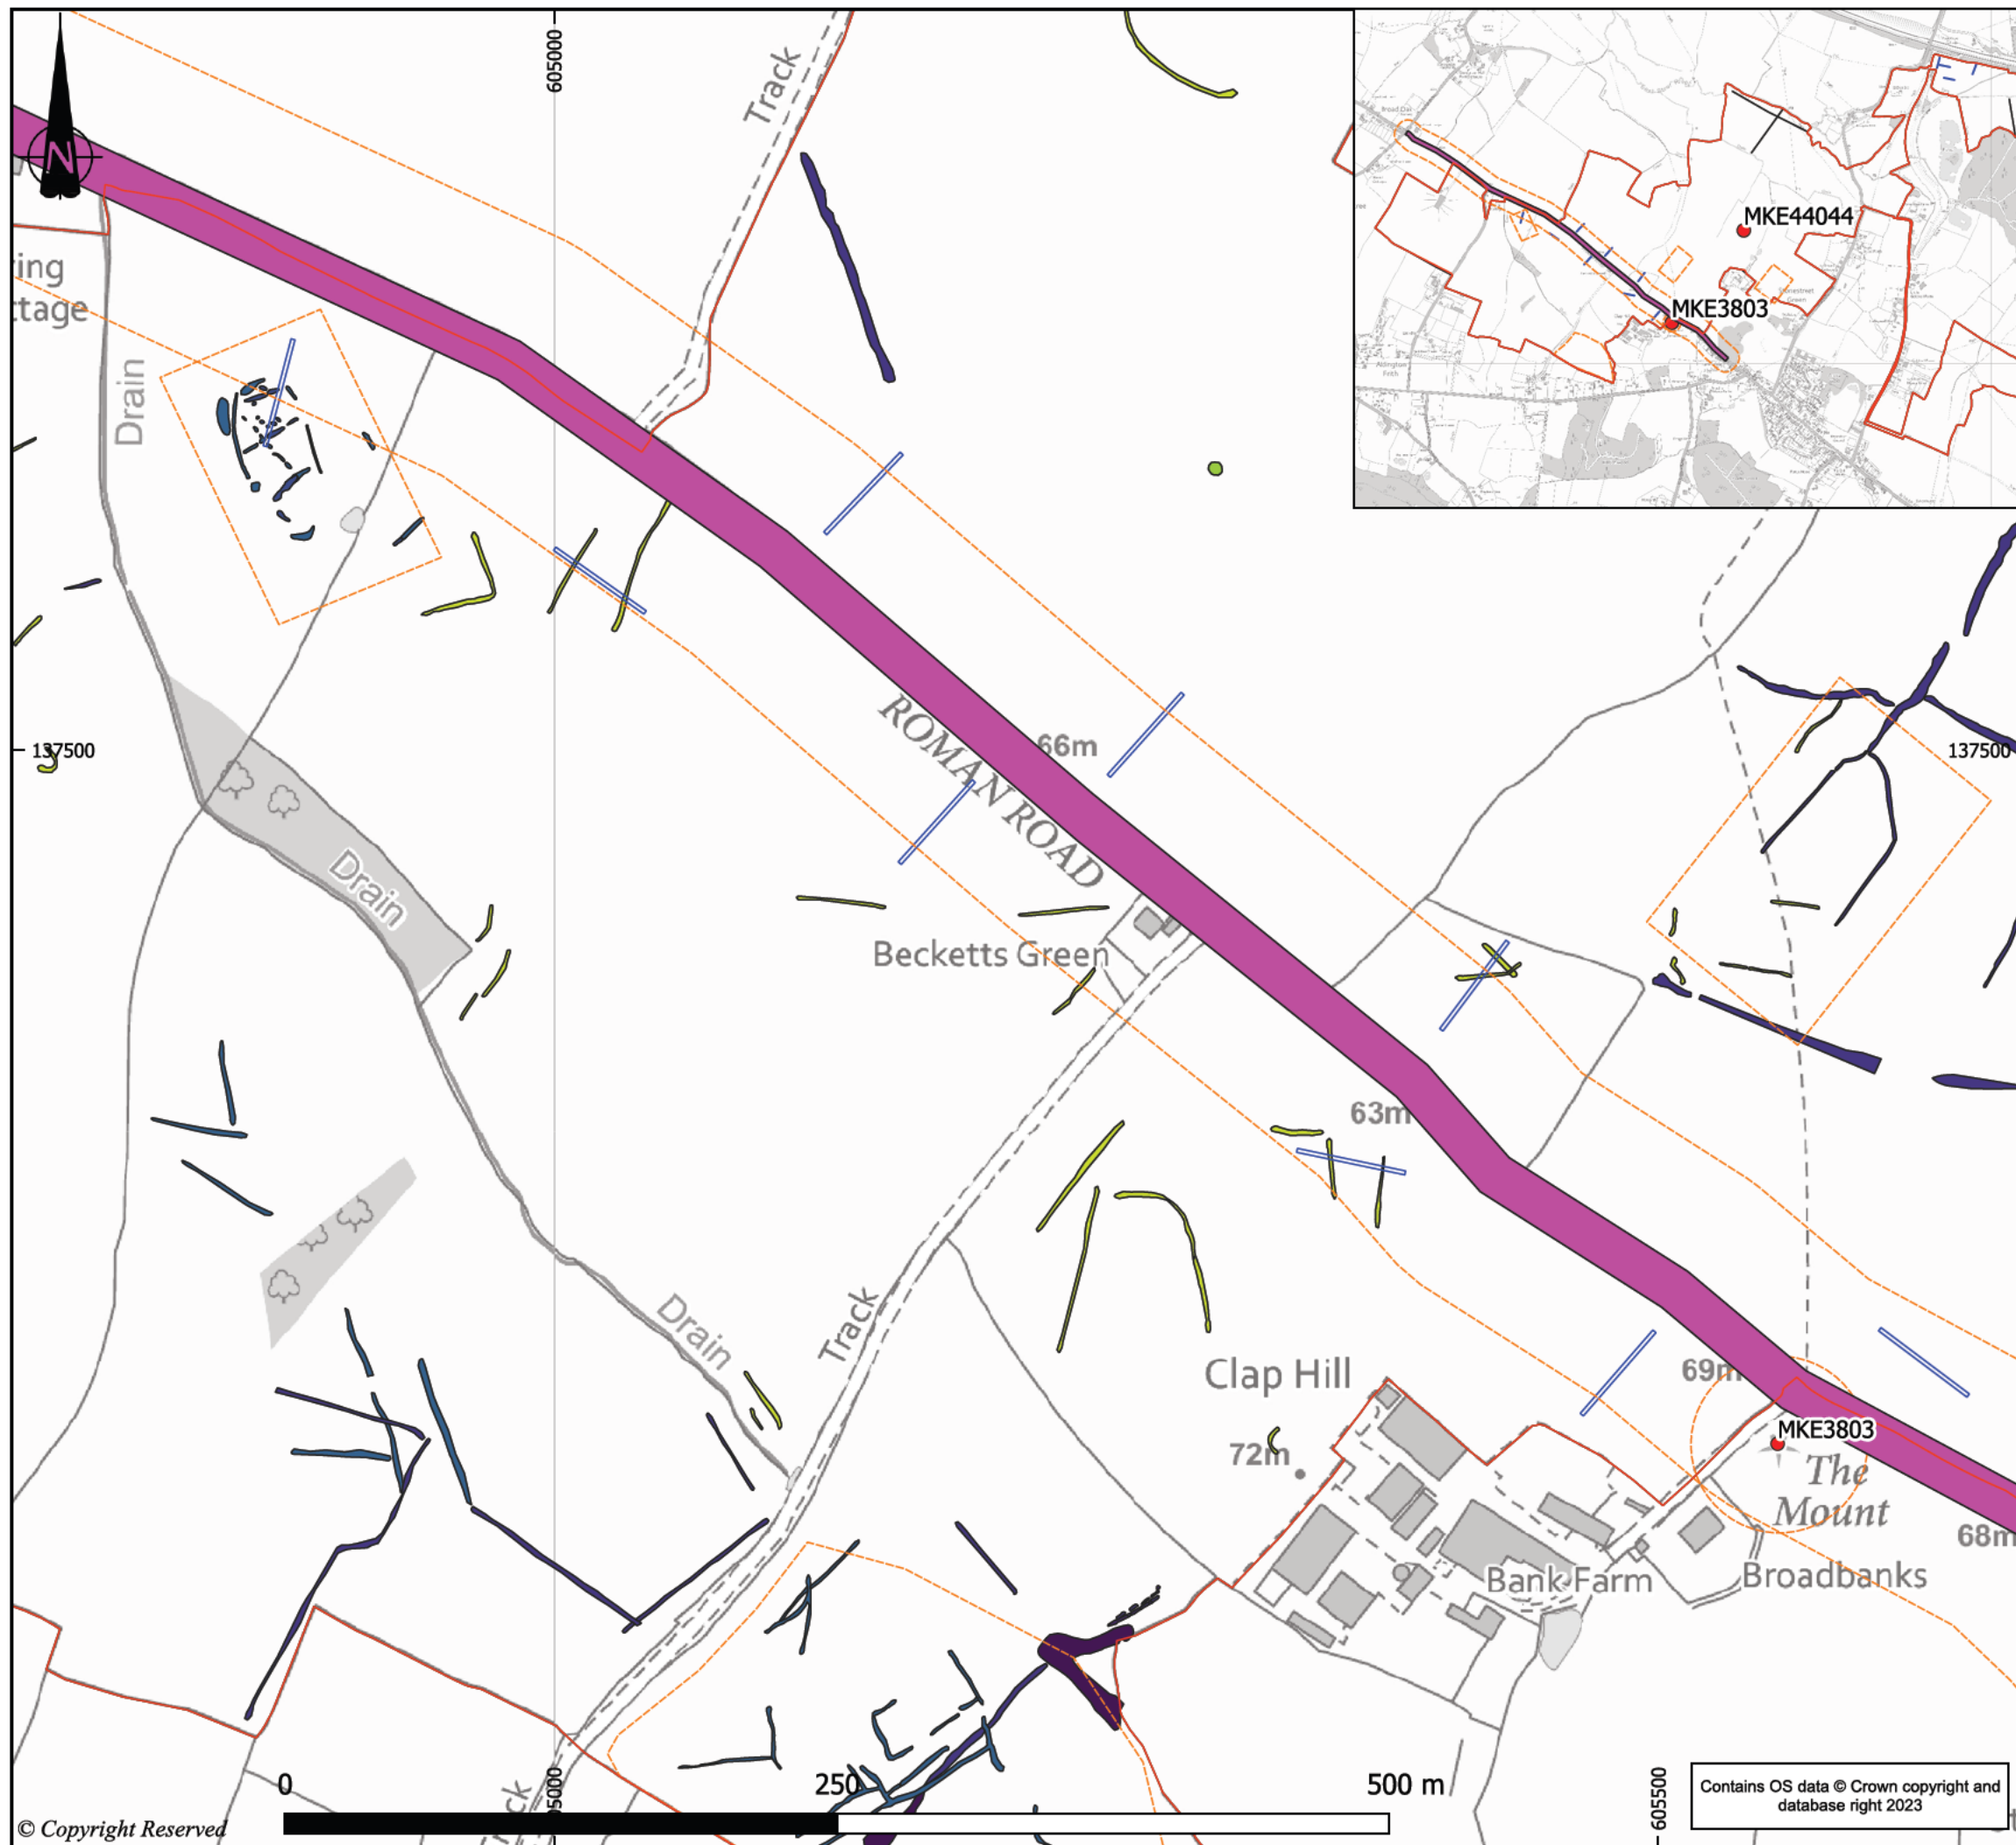 605000
Track
N
MKE44044
MKE3803
ring
ttage
Drain
137500
66m
137500
ROMAN ROAD
Drain
Becketts Green
63m
Drain
Track
Clap Hill
72m
69m
MKE3803
The
Mount
68m
Bank Farm
Broadbanks
0
250
500 m
605500
Contains OS data © Crown copyright and
database right 2023
© Copyright Reserved